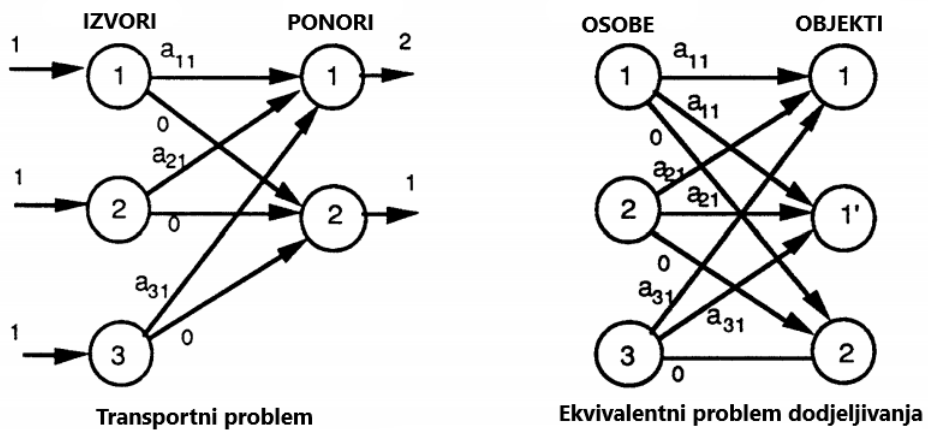 IZVORI PONORI OSOBE OBJEKTI
1 1 a11 1 2 1 a11 1
0 a11 0
a21 a21
1 2 0 2 1 2 a21 1'
0
a31 a31
1 3 0 3 a31 0 2
Transportni problem Ekvivalentni problem dodjeljivanja